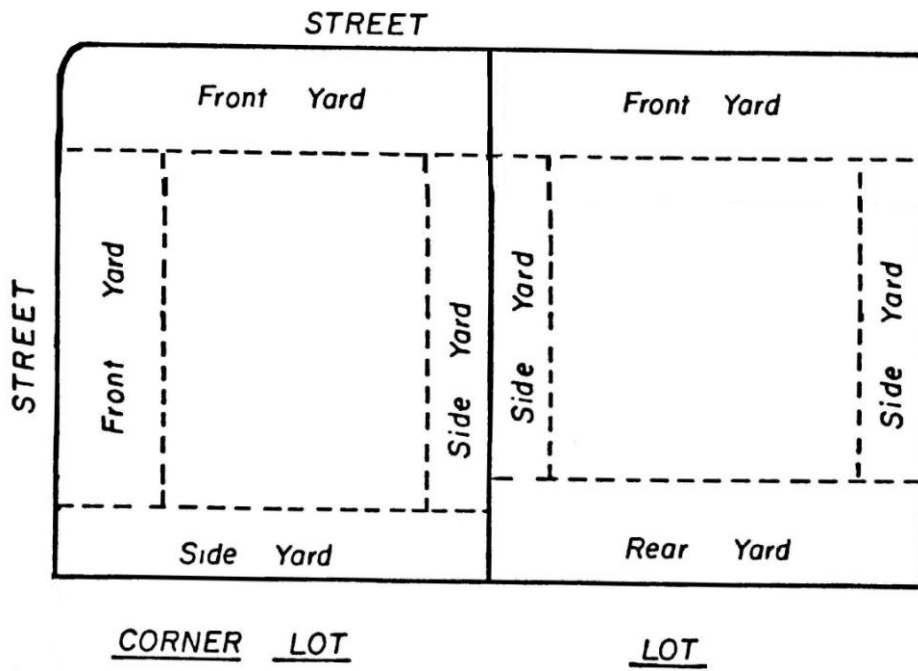 STREET
Front Yard
Front Yard
STREET
Front Yard
Side Yard
Side Yard
Side Yard
Side Yard
Rear Yard
CORNER LOT
LOT